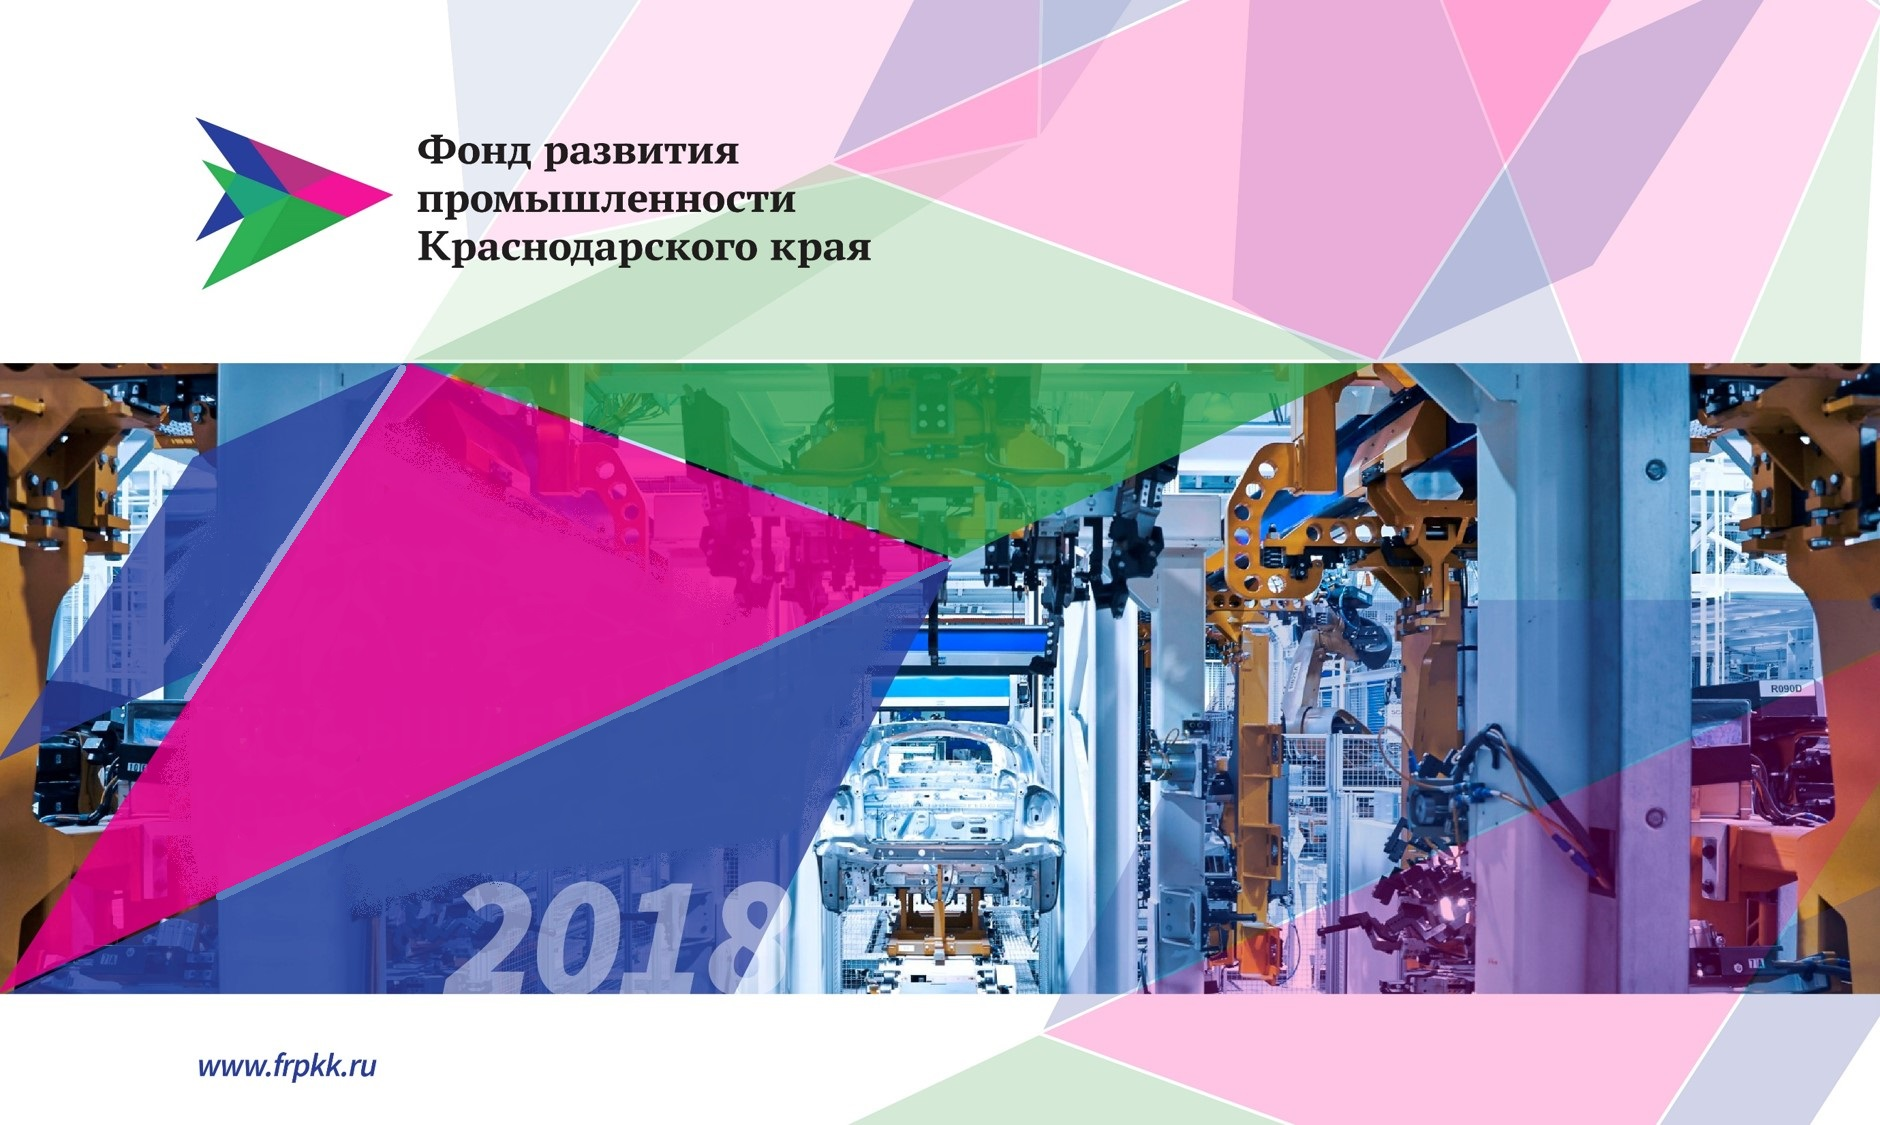 Фонд развития
промышленности
Краснодарского края
R090D
2018
www.frpkk.ru